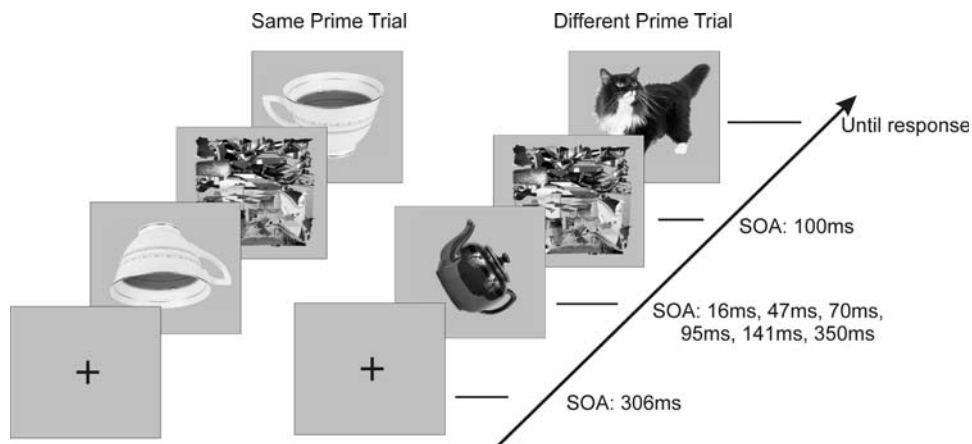 Same Prime Trial
Different Prime Trial
Until response
SOA: 100ms
SOA: 16ms, 47ms, 70ms,
95ms, 141ms, 350ms
SOA: 306ms